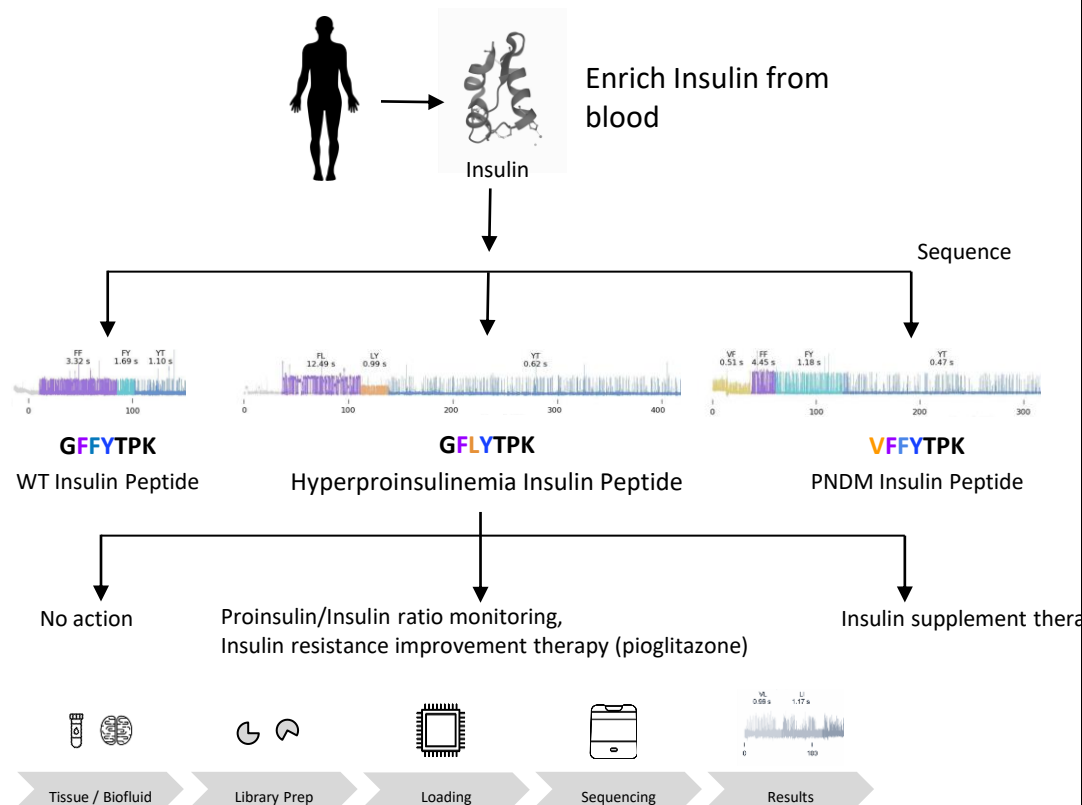 Enrich Insulin from
blood
Insulin
Sequence
FF
3.32 s
FY
1.69 s
YT
1.10 s
0
100
FL
12.49 s
LY
0.99 s
YT
0.62 s
0
100
200
300
400
VF
0.51 s
FF
4.45 s
FY
1.18 s
YT
0.47 s
0
100
200
300
GFFYTPK
WT Insulin Peptide
GFLYTPK
Hyperproinsulinemia Insulin Peptide
VFFYTPK
PNDM Insulin Peptide
No action
Proinsulin/Insulin ratio monitoring,
Insulin resistance improvement therapy (pioglitazone)
Insulin supplement thera
0.98 s
LI
1.17 s
0
100
Tissue / Biofluid
Library Prep
Loading
Sequencing
Results